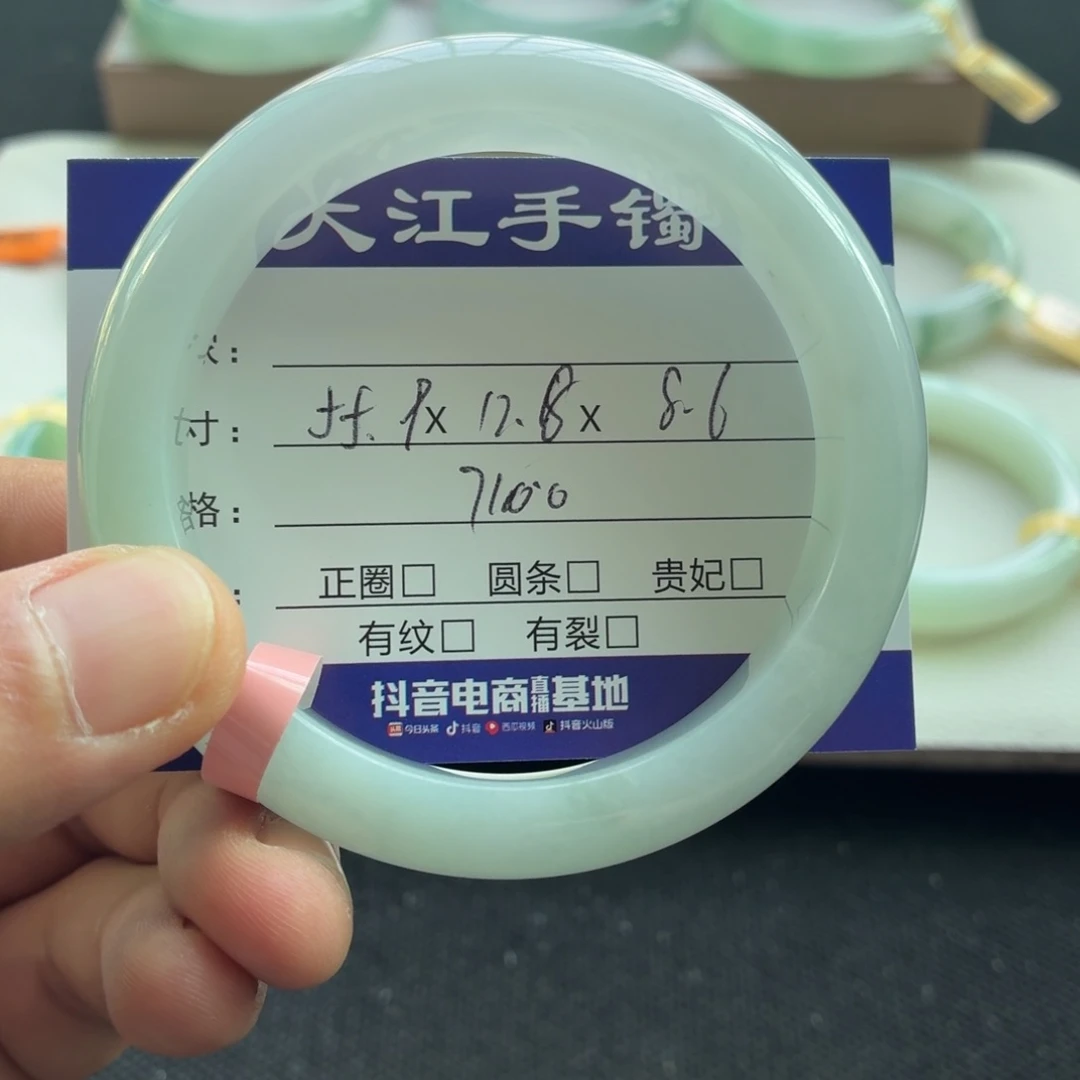 大江手镯
寸：55.9x 12.8x 8.6
格：7100
正圈□ 圆条□ 贵妃□
有纹□ 有裂□
抖音电商直播基地
今日头条 抖音 西瓜视频 抖音火山版